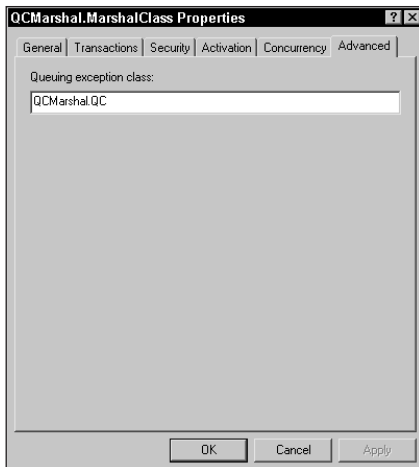 QCMarshal.MarshalClass Properties ? ×
General Transactions Security Activation Concurrency Advanced
Queuing exception class:
QCMarshal.QC
OK Cancel Apply